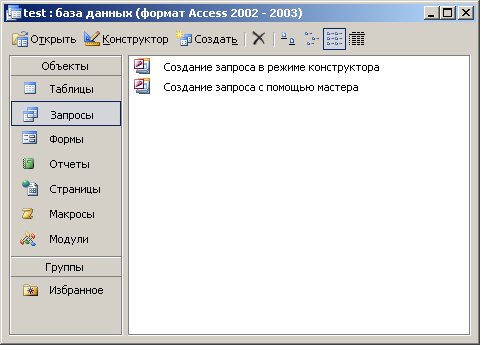 test : база данных (формат Access 2002 - 2003)
Открыть Конструктор Создать
Объекты
Таблицы
Запросы
Формы
Отчеты
Страницы
Макросы
Модули
Группы
Избранное
Создание запроса в режиме конструктора
Создание запроса с помощью мастера